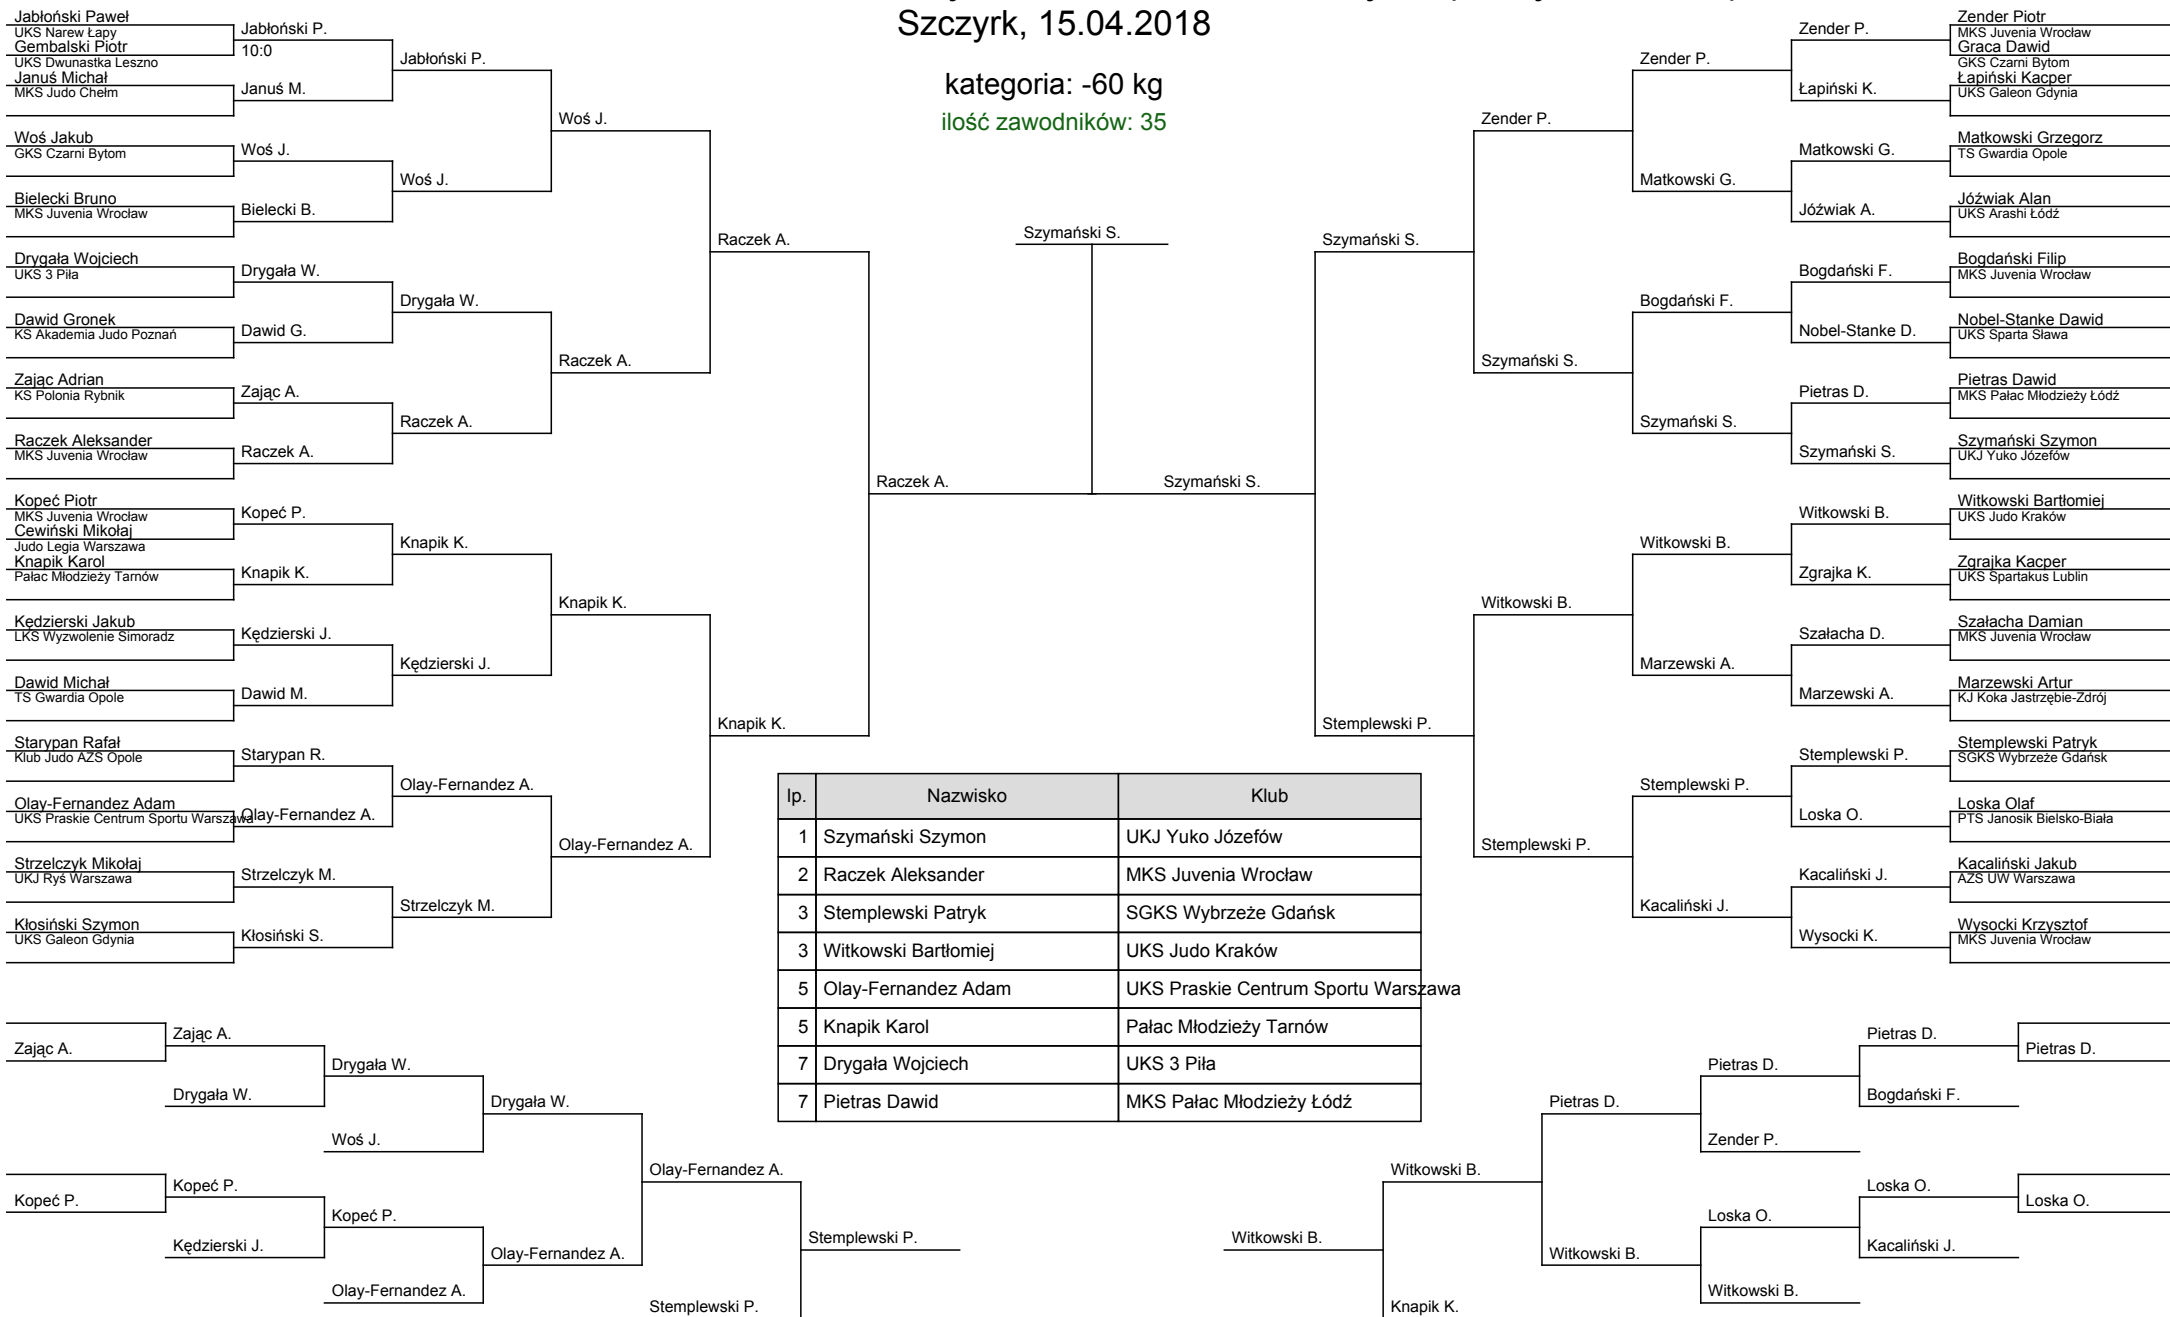 Szczyrk, 15.04.2018
kategoria: -60 kg
ilość zawodników: 35
Jabłoński Paweł
UKS Narew Łapy
Gembalski Piotr
UKS Dwunastka Leszno
Januś Michał
MKS Judo Chełm
Woś Jakub
GKS Czarni Bytom
Bielecki Bruno
MKS Juvenia Wrocław
Drygała Wojciech
UKS 3 Piła
Dawid Gronek
KS Akademia Judo Poznań
Zając Adrian
KS Polonia Rybnik
Raczek Aleksander
MKS Juvenia Wrocław
Kopeć Piotr
MKS Juvenia Wrocław
Cewiński Mikołaj
Judo Legia Warszawa
Knapik Karol
Pałac Młodzieży Tarnów
Kędzierski Jakub
LKS Wyzwolenie Simoradz
Dawid Michał
TS Gwardia Opole
Starypan Rafał
Klub Judo AZS Opole
Olay-Fernandez Adam
UKS Praskie Centrum Sportu Warszawa
Strzelczyk Mikołaj
UKJ Ryś Warszawa
Kłosiński Szymon
UKS Galeon Gdynia
Jabłoński P.
10:0
Januś M.
Woś J.
Bielecki B.
Drygała W.
Dawid G.
Zając A.
Raczek A.
Kopeć P.
Knapik K.
Kędzierski J.
Dawid M.
Starypan R.
Olay-Fernandez A.
Strzelczyk M.
Kłosiński S.
Jabłoński P.
Woś J.
Drygała W.
Raczek A.
Knapik K.
Kędzierski J.
Olay-Fernandez A.
Strzelczyk M.
Woś J.
Raczek A.
Knapik K.
Olay-Fernandez A.
Raczek A.
Knapik K.
Raczek A.
Szymański S.
Szymański S.
Szymański S.
Stemplewski P.
Zender P.
Szymański S.
Witkowski B.
Stemplewski P.
Zender P.
Matkowski G.
Bogdański F.
Szymański S.
Witkowski B.
Marzewski A.
Stemplewski P.
Kacaliński J.
Zender P.
Łapiński K.
Matkowski G.
Jóźwiak A.
Bogdański F.
Nobel-Stanke D.
Pietras D.
Szymański S.
Witkowski B.
Zgrajka K.
Szałacha D.
Marzewski A.
Stemplewski P.
Loska O.
Kacaliński J.
Wysocki K.
Zender Piotr
MKS Juvenia Wrocław
Graca Dawid
GKS Czarni Bytom
Łapiński Kacper
UKS Galeon Gdynia
Matkowski Grzegorz
TS Gwardia Opole
Jóźwiak Alan
UKS Arashi Łódź
Bogdański Filip
MKS Juvenia Wrocław
Nobel-Stanke Dawid
UKS Sparta Sława
Pietras Dawid
MKS Pałac Młodzieży Łódź
Szymański Szymon
UKJ Yuko Józefów
Witkowski Bartłomiej
UKS Judo Kraków
Zgrajka Kacper
UKS Spartakus Lublin
Szałacha Damian
MKS Juvenia Wrocław
Marzewski Artur
KJ Koka Jastrzębie-Zdrój
Stemplewski Patryk
SGKS Wybrzeże Gdańsk
Loska Olaf
PTS Janosik Bielsko-Biała
Kacaliński Jakub
AZS UW Warszawa
Wysocki Krzysztof
MKS Juvenia Wrocław
lp. Nazwisko Klub
1 Szymański Szymon UKJ Yuko Józefów
2 Raczek Aleksander MKS Juvenia Wrocław
3 Stemplewski Patryk SGKS Wybrzeże Gdańsk
3 Witkowski Bartłomiej UKS Judo Kraków
5 Olay-Fernandez Adam UKS Praskie Centrum Sportu Warszawa
5 Knapik Karol Pałac Młodzieży Tarnów
7 Drygała Wojciech UKS 3 Piła
7 Pietras Dawid MKS Pałac Młodzieży Łódź
Zając A.
Kopeć P.
Zając A.
Drygała W.
Kopeć P.
Kędzierski J.
Drygała W.
Woś J.
Kopeć P.
Olay-Fernandez A.
Drygała W.
Olay-Fernandez A.
Olay-Fernandez A.
Stemplewski P.
Stemplewski P.
Witkowski B.
Witkowski B.
Knapik K.
Pietras D.
Witkowski B.
Pietras D.
Zender P.
Loska O.
Witkowski B.
Pietras D.
Bogdański F.
Loska O.
Kacaliński J.
Pietras D.
Loska O.